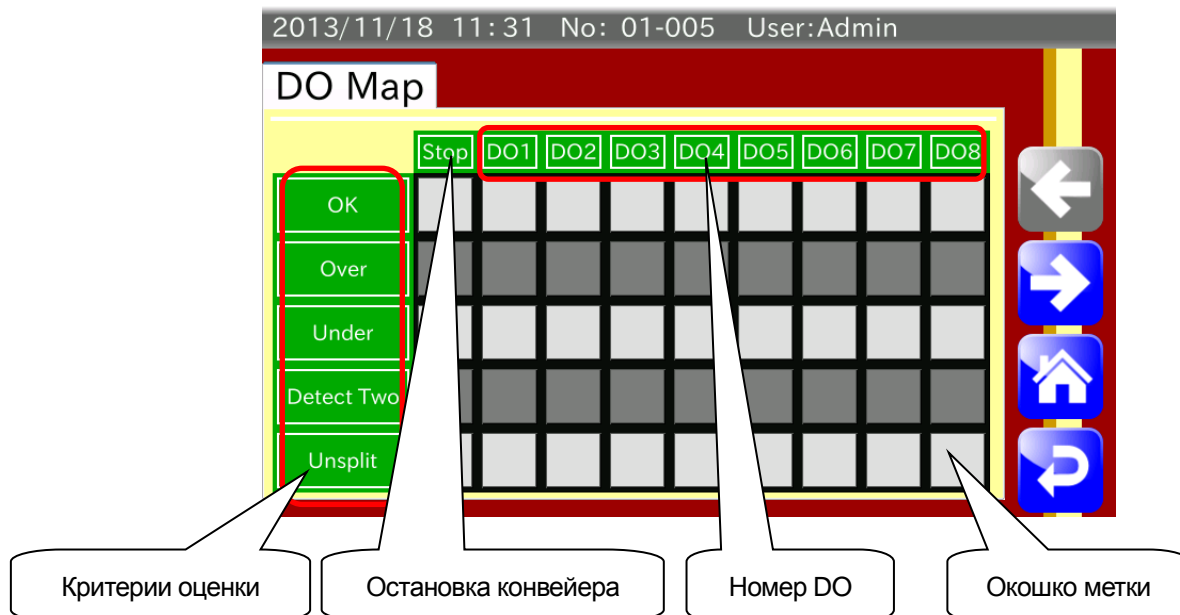 2013/11/18 11:31 No: 01-005 User:Admin
DO Map
Stop DO1 DO2 DO3 DO4 DO5 DO6 DO7 DO8
OK
Over
Under
Detect Two
Unsplit
Критерии оценки Остановка конвейера Номер DO Окошко метки